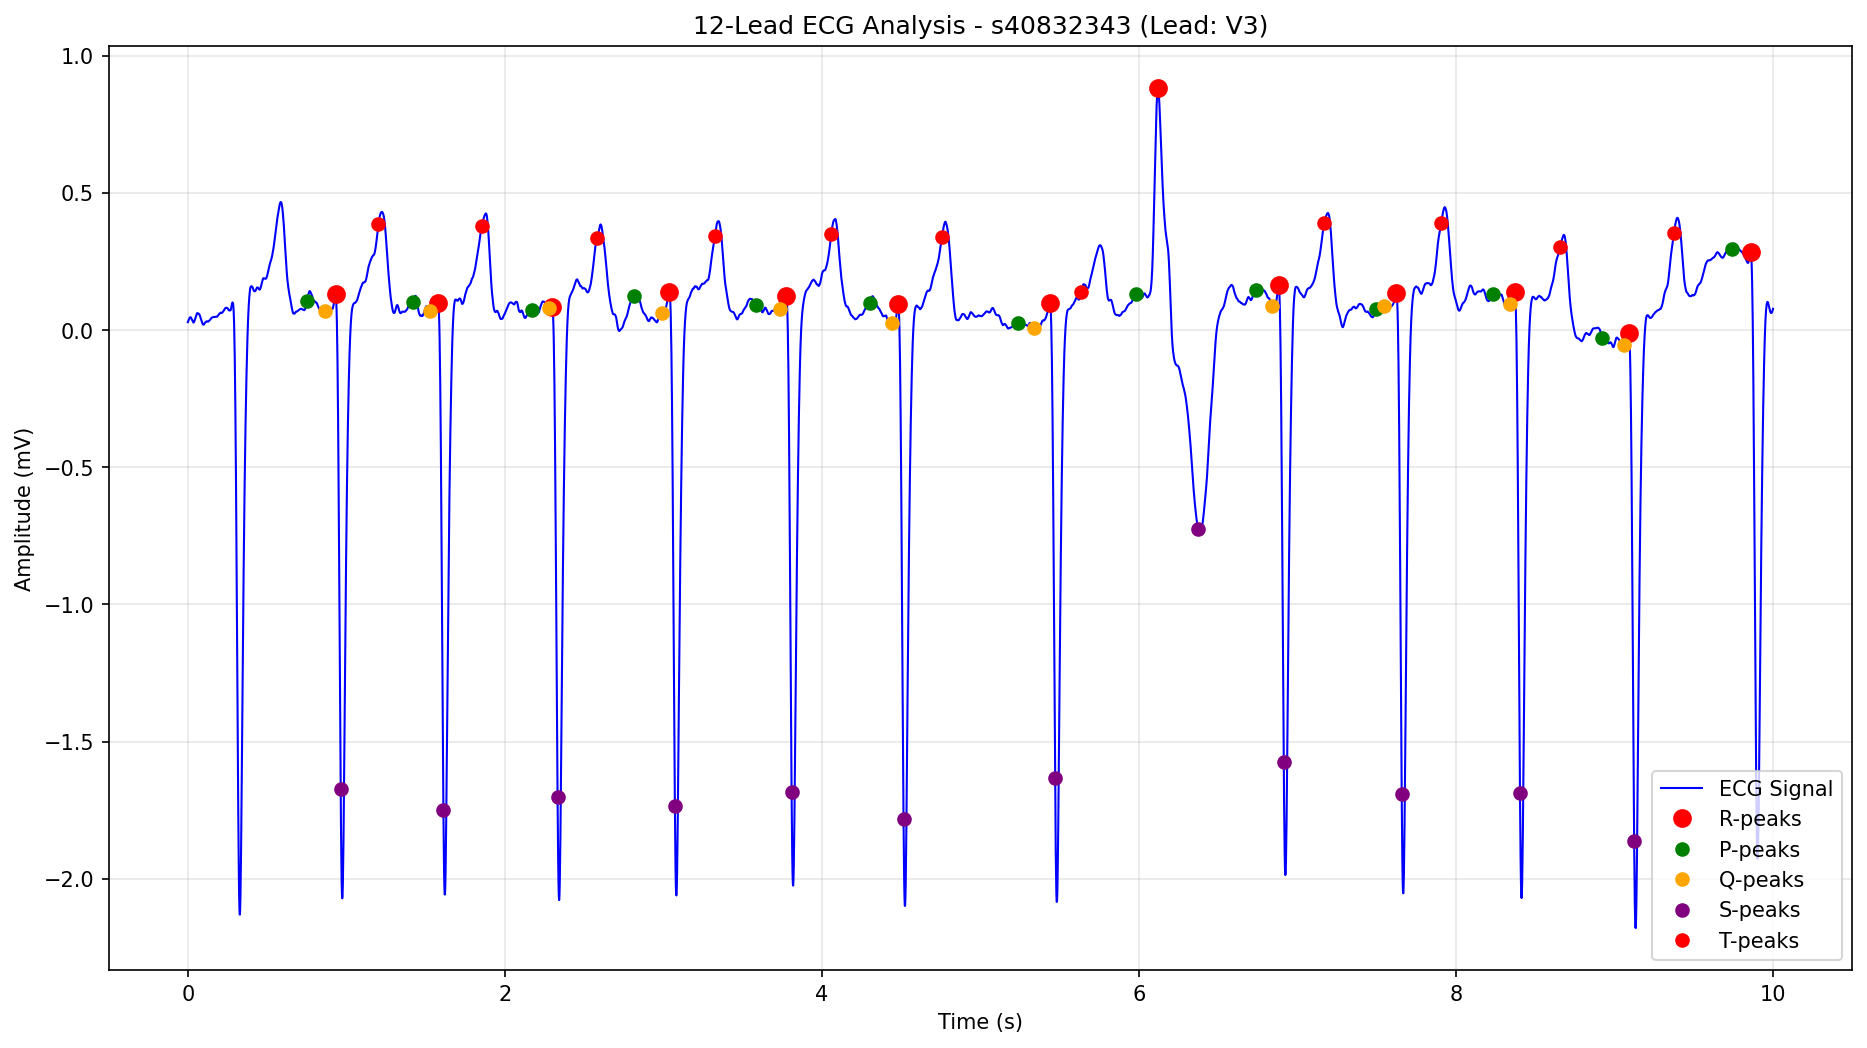 12-Lead ECG Analysis - s40832343 (Lead: V3)
Amplitude (mV)
1.0
0.5
0.0
−0.5
−1.0
−1.5
−2.0
ECG Signal
R-peaks
P-peaks
Q-peaks
S-peaks
T-peaks
0 2 4 6 8 10
Time (s)